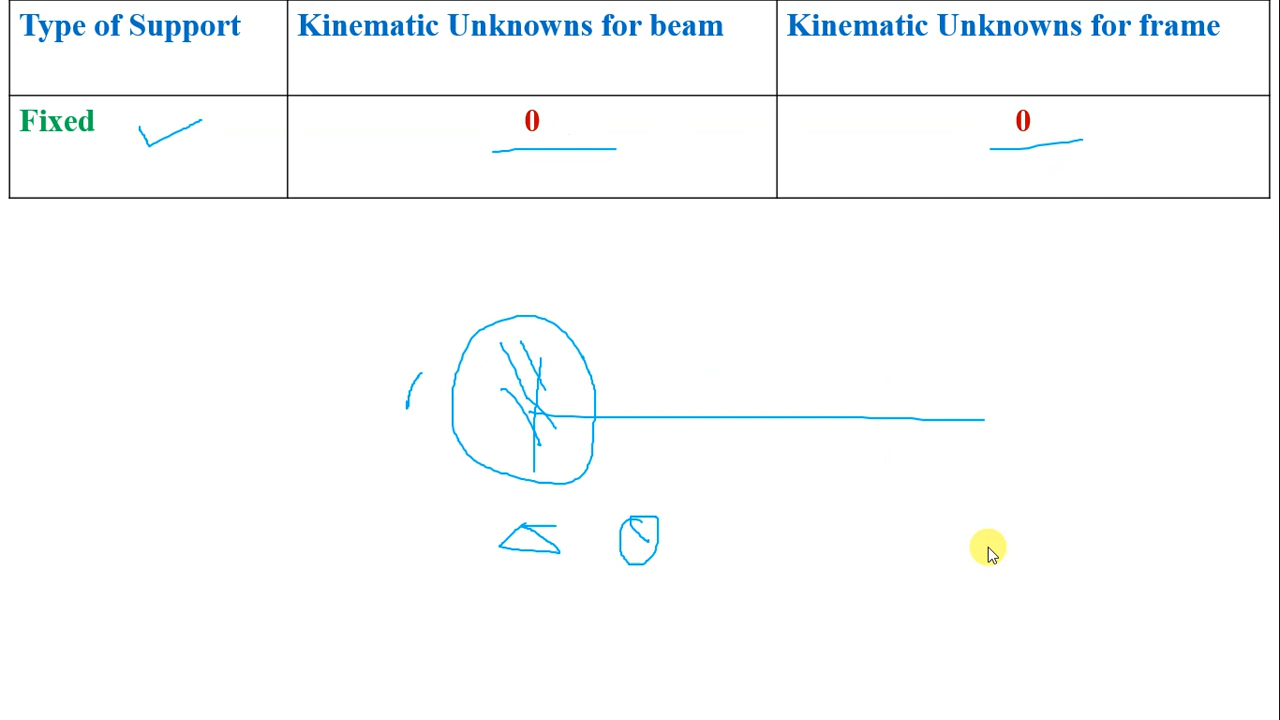 Type of Support
Kinematic Unknowns for beam
Kinematic Unknowns for frame
Fixed
0
0